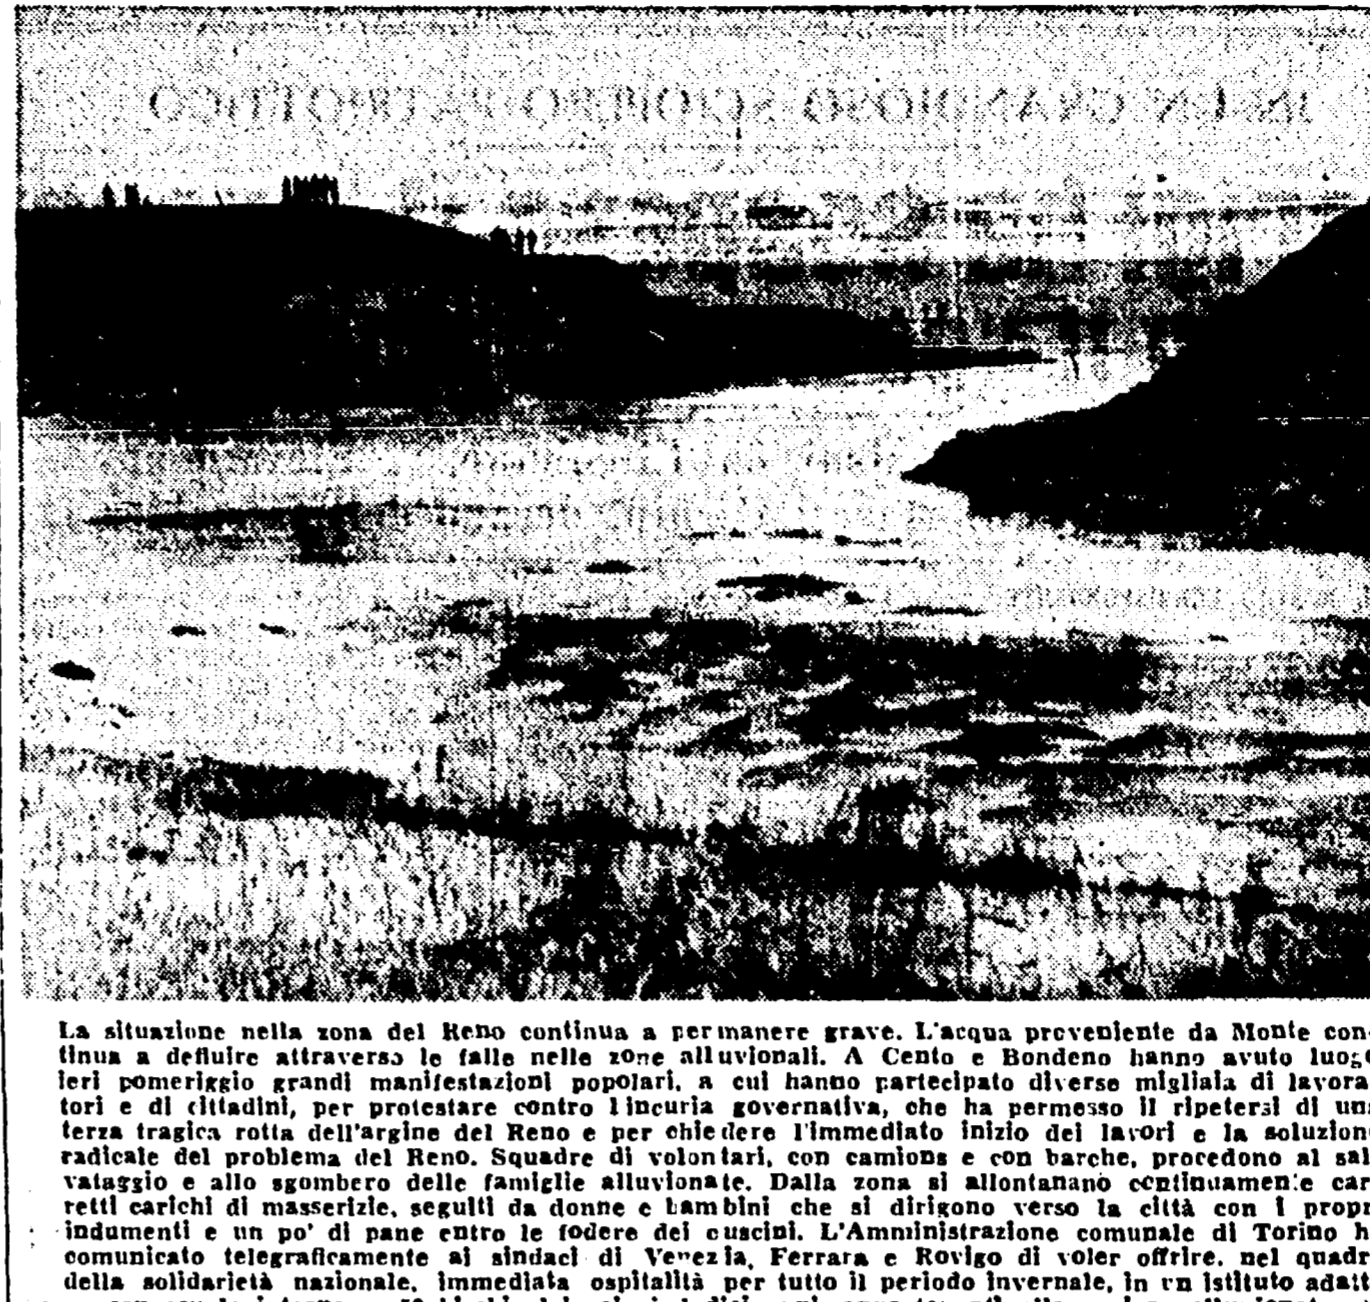 La situazione nella zona del Reno continua a permanere grave. L'acqua proveniente da Monte con-
tinua a defluire attraverso le falle nelle zone alluvionali. A Cento e Bondeno hanno avuto luogo
ieri pomeriggio grandi manifestazioni popolari, a cui hanno partecipato diverse migliaia di lavora
tori e di cittadini, per protestare contro l'incuria governativa, che ha permesso il ripetersi di una
terza tragica rotta dell'argine del Reno e per chiedere l'immediato inizio dei lavori e la soluzion
radicale del problema del Reno. Squadre di volontari, con camions e con barche, procedono al sal
vataggio e allo sgombero delle famiglie alluvionate. Dalla zona si allontanano continuamente car
retti carichi di masserizie, seguiti da donne e bambini che si dirigono verso la città con i propr
indumenti e un po' di pane entro le fodere dei cuscini. L'Amministrazione comunale di Torino h
comunicato telegraficamente ai sindaci di Venezia, Ferrara e Rovigo di voler offrire, nel quadr
della solidarietà nazionale, immediata ospitalità per tutto il periodo invernale, in un istituto adatt